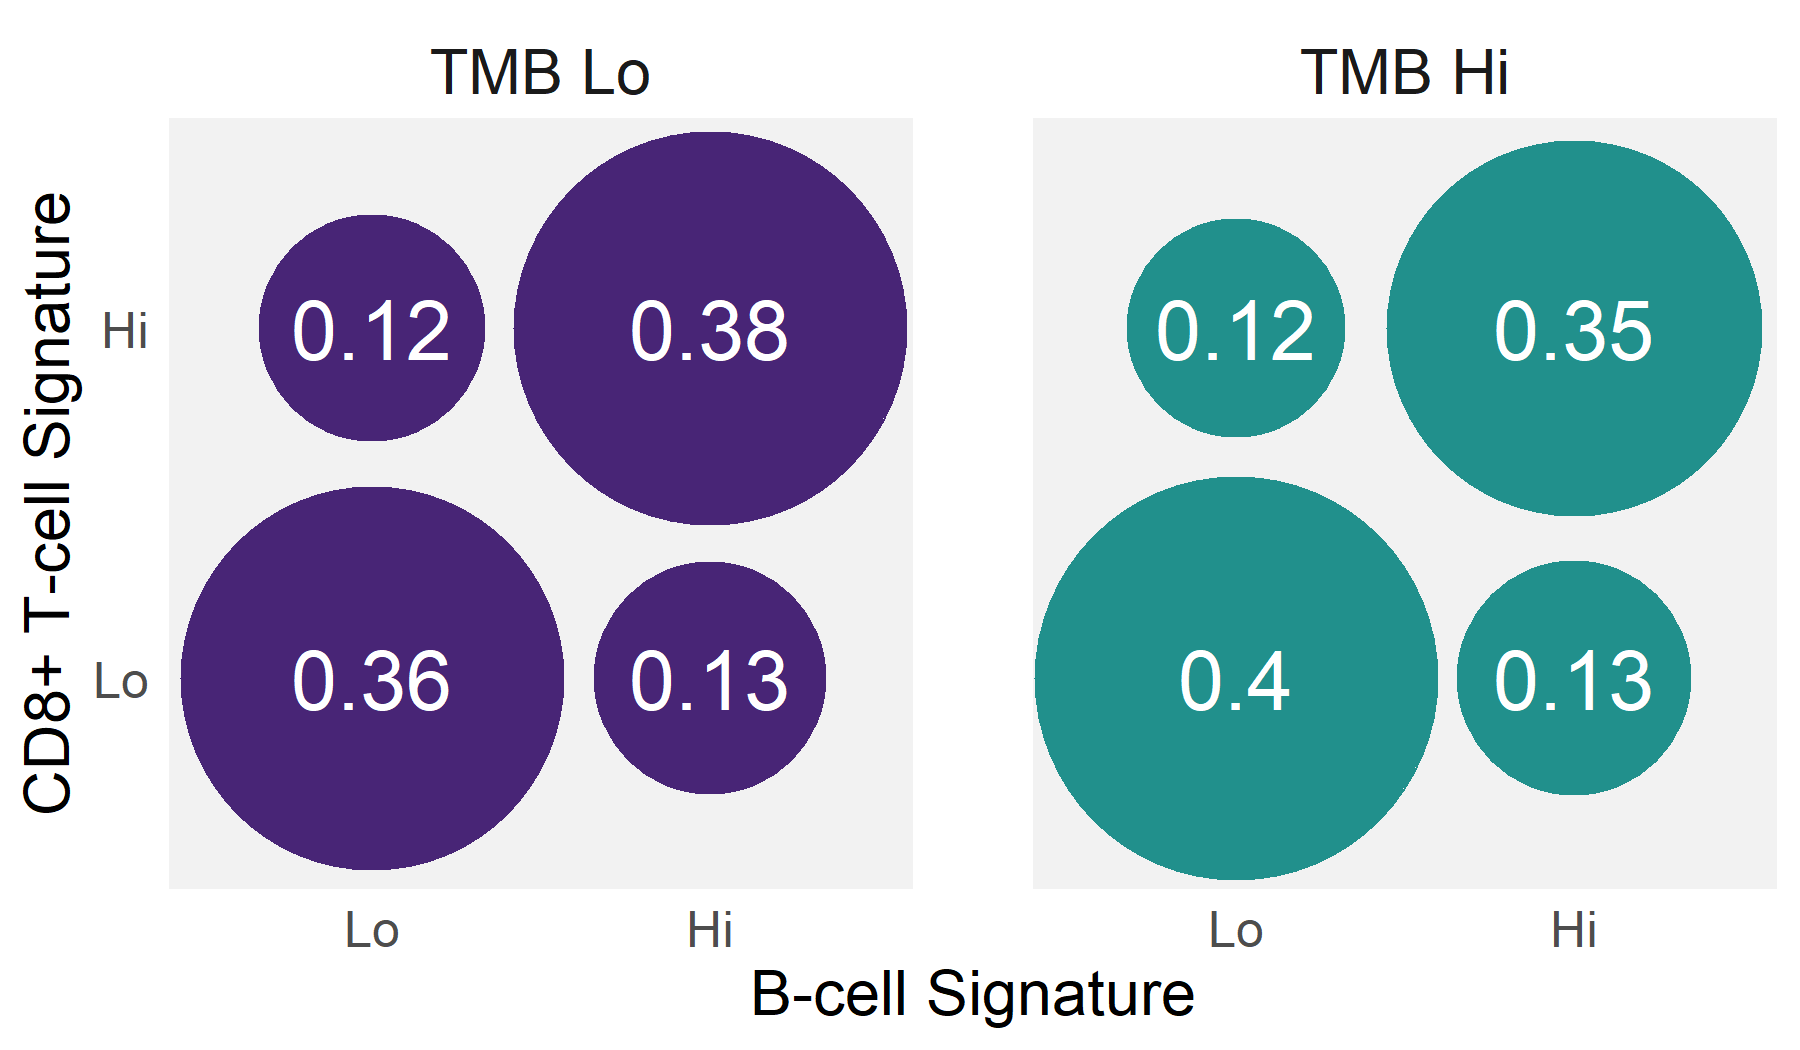 TMB Lo
TMB Hi
CD8+ T-cell Signature
Hi
0.12
0.38
0.12
0.35
Lo
0.36
0.13
0.4
0.13
Lo
Hi
Lo
Hi
B-cell Signature